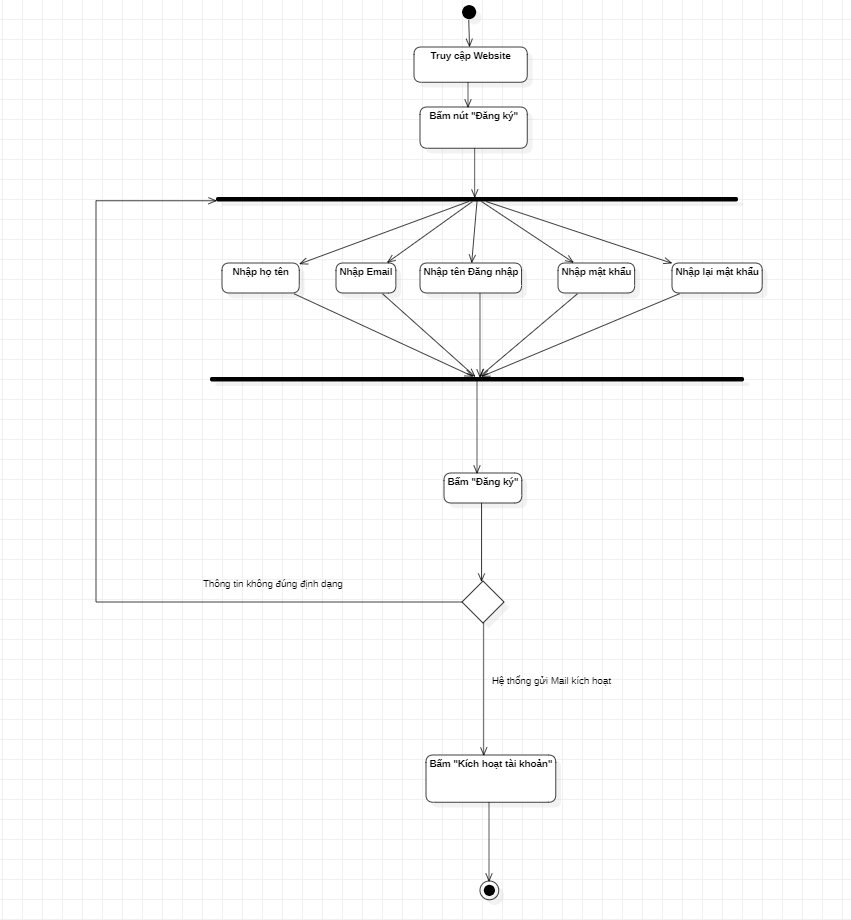 Truy cập Website
Bấm nút "Đăng ký"
Nhập họ tên
Nhập Email
Nhập tên Đăng nhập
Nhập mật khẩu
Nhập lại mật khẩu
Bấm "Đăng ký"
Thông tin không đúng định dạng
Hệ thống gửi Mail kích hoạt
Bấm "Kích hoạt tài khoản"